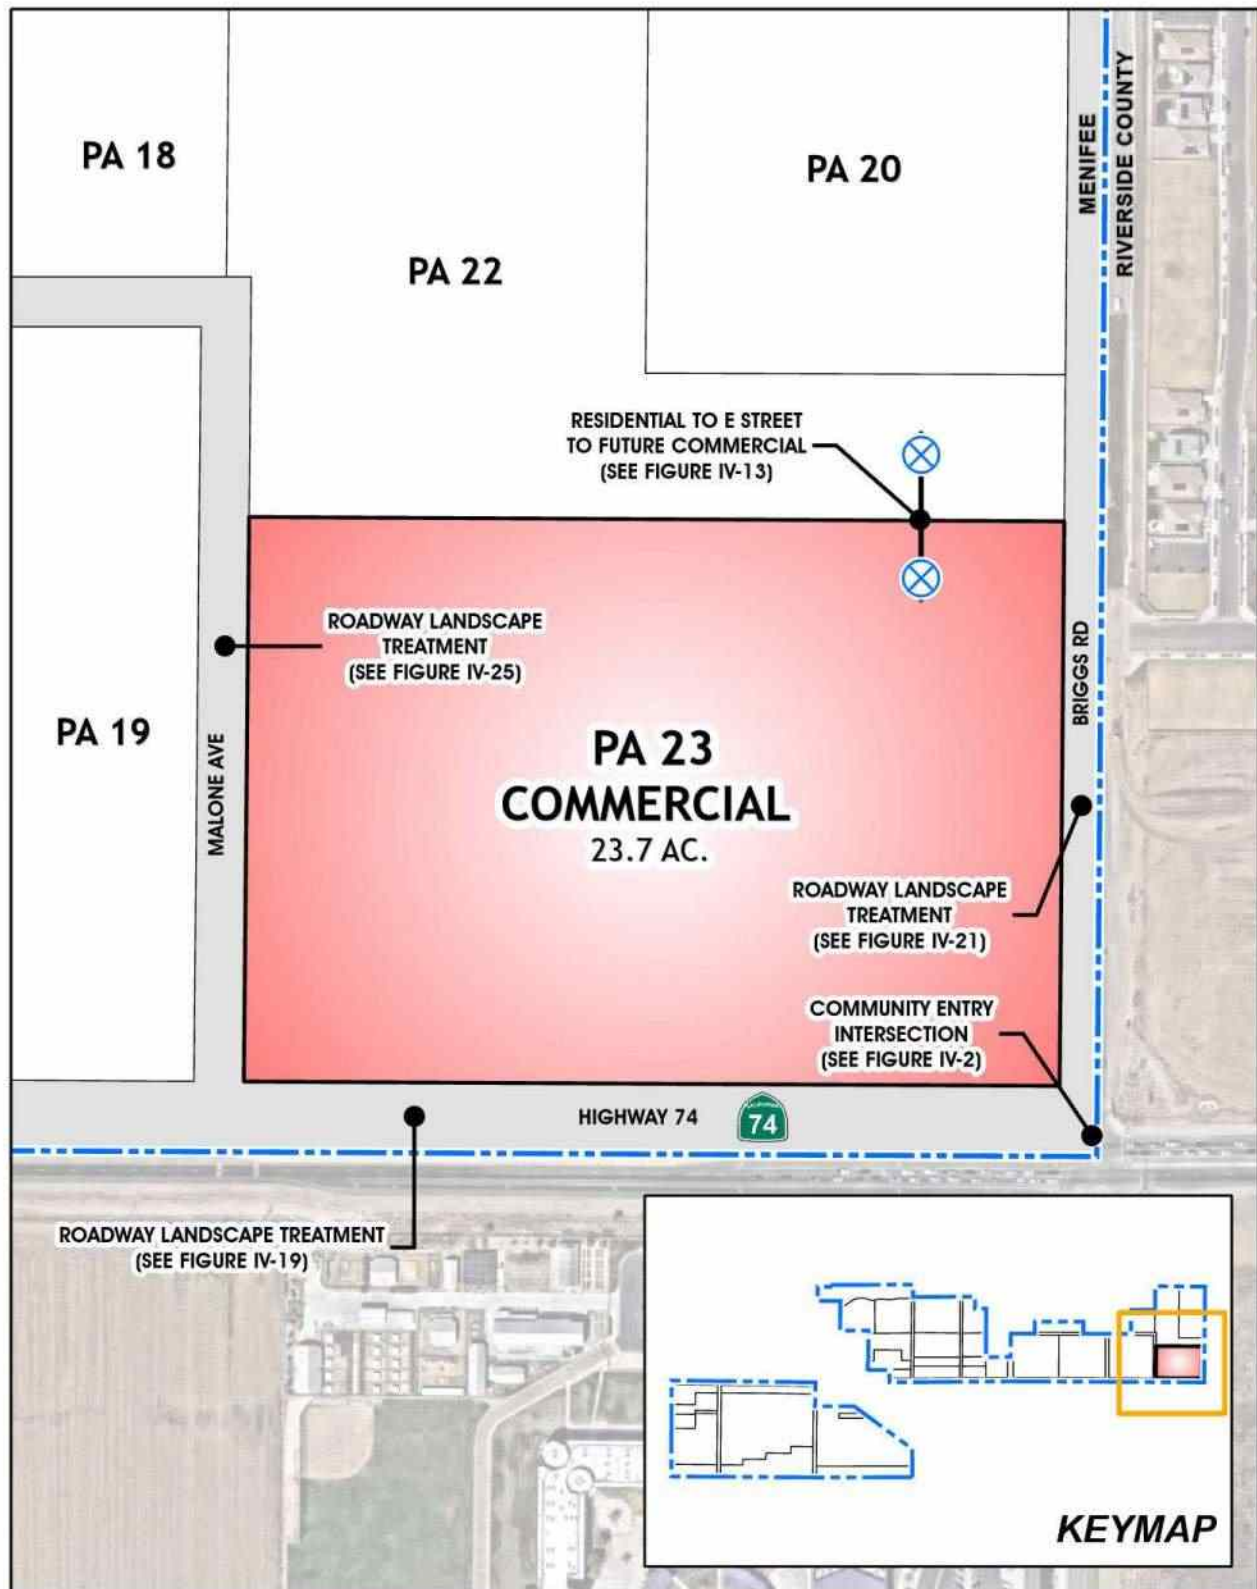 PA 18
PA 20
MENIFEE
RIVERSIDE COUNTY
PA 22
RESIDENTIAL TO E STREET
TO FUTURE COMMERCIAL
(SEE FIGURE IV-13)
ROADWAY LANDSCAPE
TREATMENT
(SEE FIGURE IV-25)
PA 19
MALONE AVE
PA 23
COMMERCIAL
23.7 AC.
BRIGGS RD
ROADWAY LANDSCAPE
TREATMENT
(SEE FIGURE IV-21)
COMMUNITY ENTRY
INTERSECTION
(SEE FIGURE IV-2)
HIGHWAY 74
CALIFORNIA
74
ROADWAY LANDSCAPE TREATMENT
(SEE FIGURE IV-19)
KEYMAP